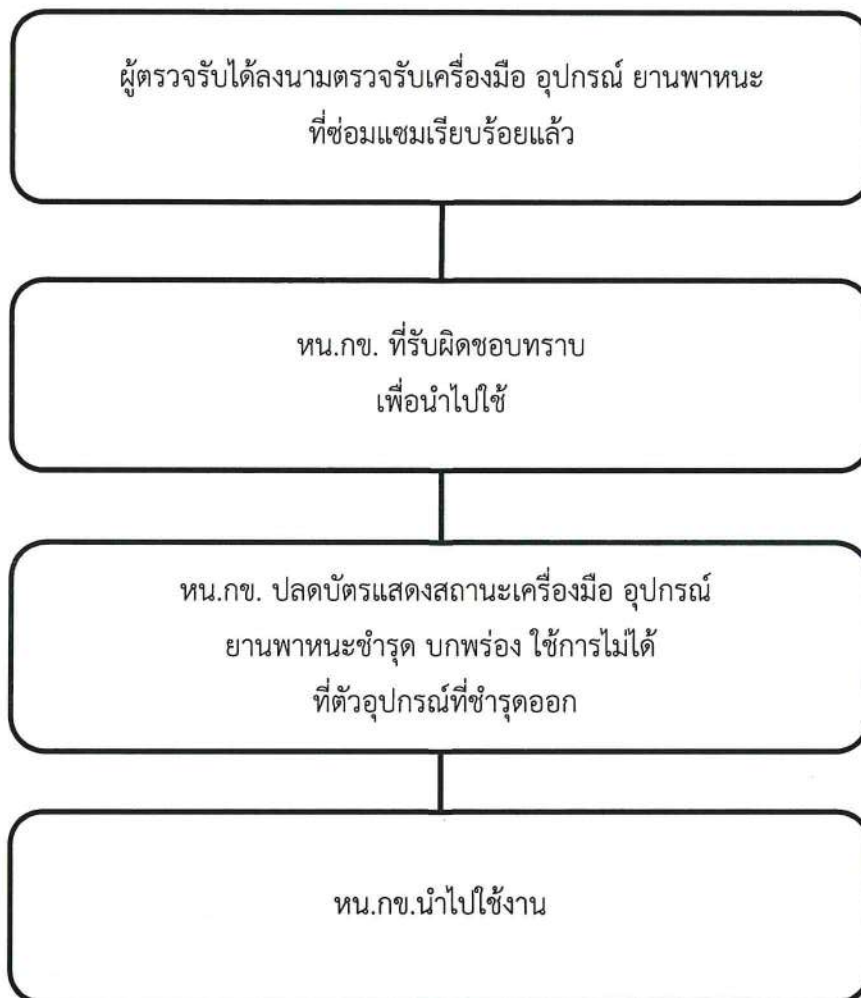 ผู้ตรวจรับได้ลงนามตรวจรับเครื่องมือ อุปกรณ์ ยานพาหนะ
ที่ซ่อมแซมเรียบร้อยแล้ว
หน.กข. ที่รับผิดชอบทราบ
เพื่อนำไปใช้
หน.กข. ปลดบัตรแสดงสถานะเครื่องมือ อุปกรณ์
ยานพาหนะชำรุด บกพร่อง ใช้การไม่ได้
ที่ตัวอุปกรณ์ที่ชำรุดออก
หน.กข.นำไปใช้งาน